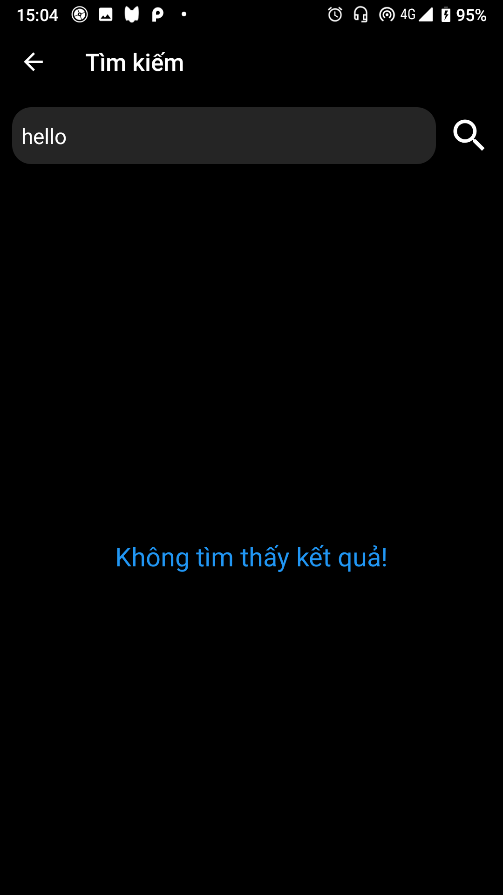 15:04
4G
95%
Tìm kiếm
hello
Không tìm thấy kết quả!